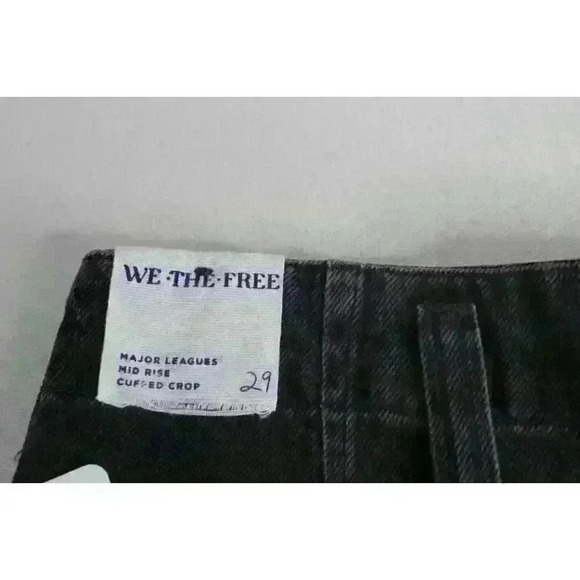 WE·THE·FREE
MAJOR LEAGUES
MID RISE
CUFFED CROP
29